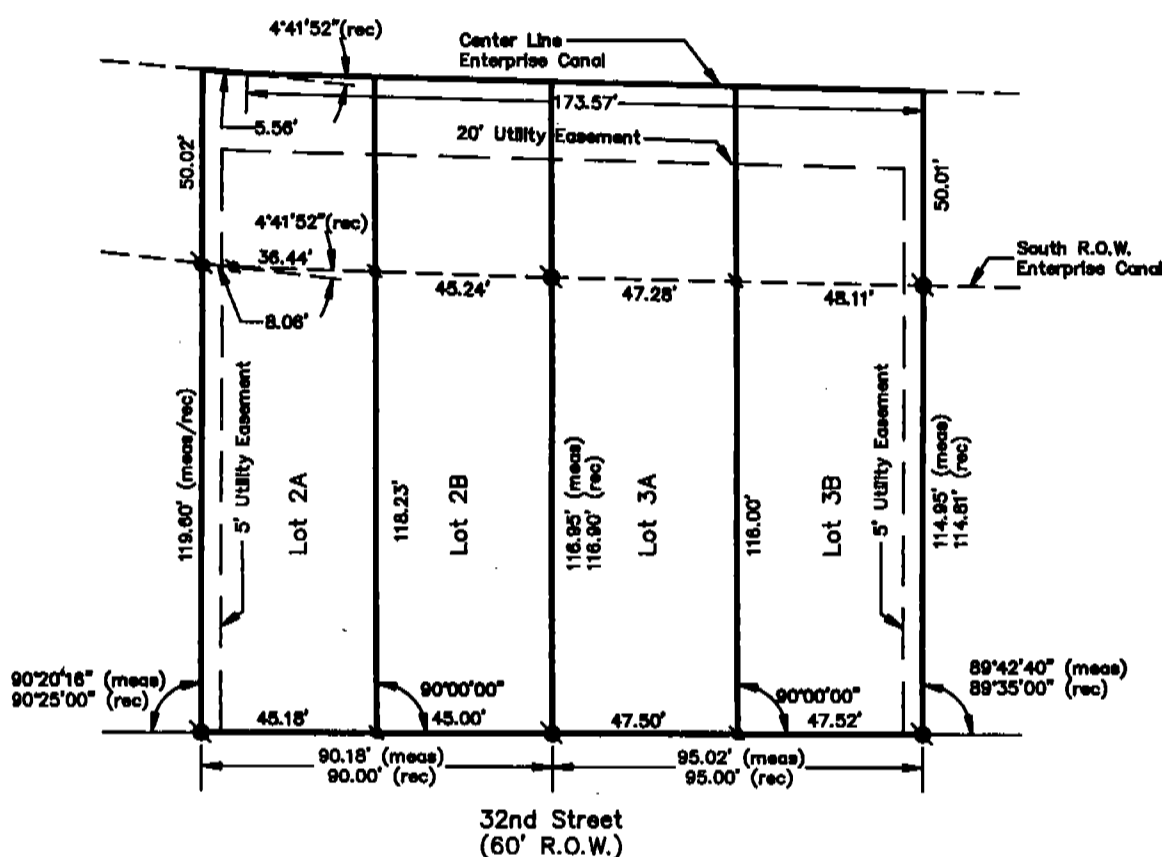 4°41'52"(rec)
Center Line
Enterprise Canal
173.57'
5.56'
20' Utility Easement
50.02'
50.01'
4°41'52"(rec)
36.44'
South R.O.W.
Enterprise Canal
45.24'
47.28'
48.11'
8.06'
119.60' (meas/rec)
5' Utility Easement
Lot 2A
118.23'
Lot 2B
116.95' (meas)
116.90' (rec)
Lot 3A
116.00'
Lot 3B
5' Utility Easement
114.95' (meas)
114.81' (rec)
90°20'16" (meas)
90°25'00" (rec)
90°00'00"
90°00'00"
89°42'40" (meas)
89°35'00" (rec)
45.18'
45.00'
47.50'
47.52'
90.18' (meas)
90.00' (rec)
95.02' (meas)
95.00' (rec)
32nd Street
(60' R.O.W.)